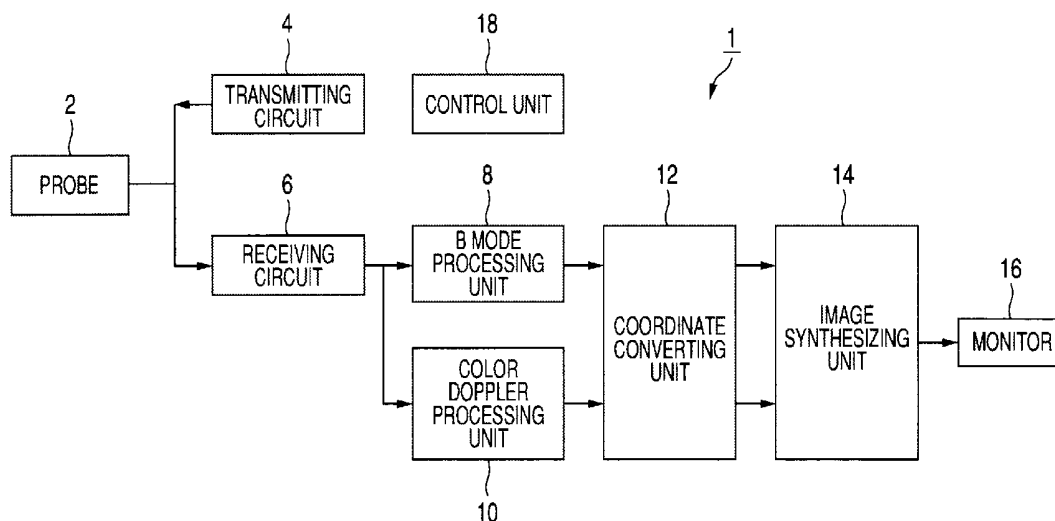 4
18
1
TRANSMITTING
CIRCUIT
CONTROL UNIT
2
PROBE
6
8
12
14
RECEIVING
CIRCUIT
B MODE
PROCESSING
UNIT
16
COORDINATE
CONVERTING
UNIT
IMAGE
SYNTHESIZING
UNIT
MONITOR
COLOR
DOPPLER
PROCESSING
UNIT
10